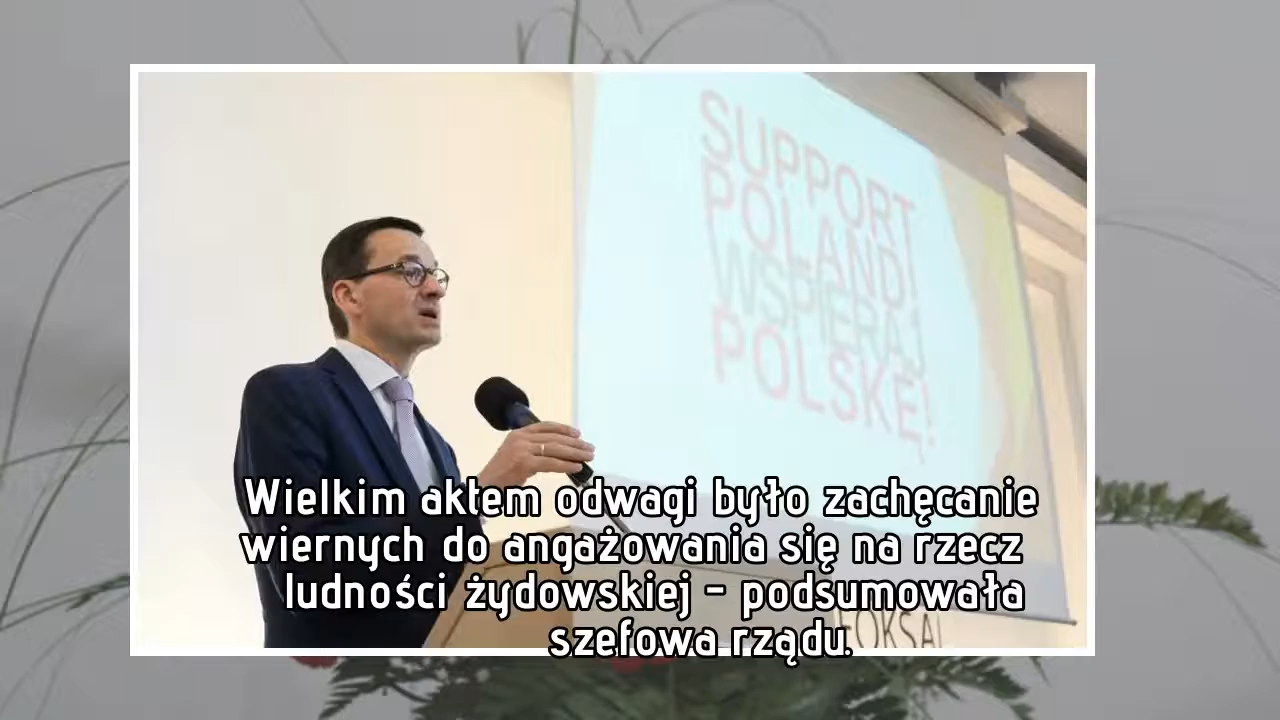 SUPPORT
POLAND!
WSPIERAJ
POLSKĘ!
Wielkim aktem odwagi było zachęcanie
wiernych do angażowania się na rzecz
ludności żydowskiej - podsumowała
szefowa rządu.
FOKSAL